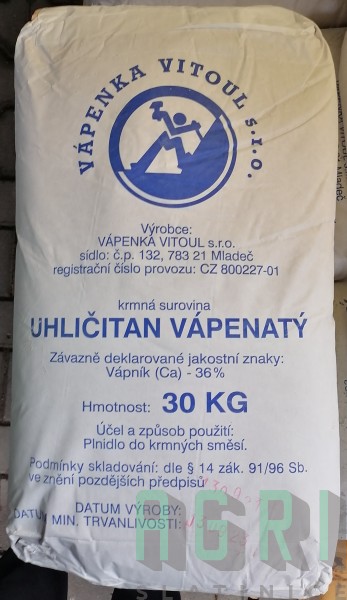 VÁPENKA VITOUL s.r.o.
Výrobce:
VÁPENKA VITOUL s.r.o.
sídlo: č.p. 132, 783 21 Mladeč
registrační číslo provozu: CZ 800227-01
krmná surovina
UHLIČITAN VÁPENATÝ
Závazně deklarované jakostní znaky:
Vápník (Ca) - 36%
Hmotnost: 30 KG
Účel a způsob použití:
Plnidlo do krmných směsí.
Podmínky skladování: dle § 14 zák. 91/96 Sb.
ve znění pozdějších předpisů
DATUM VÝROBY:
DATUM MIN. TRVANLIVOSTI:
AGRI
SLATINICE